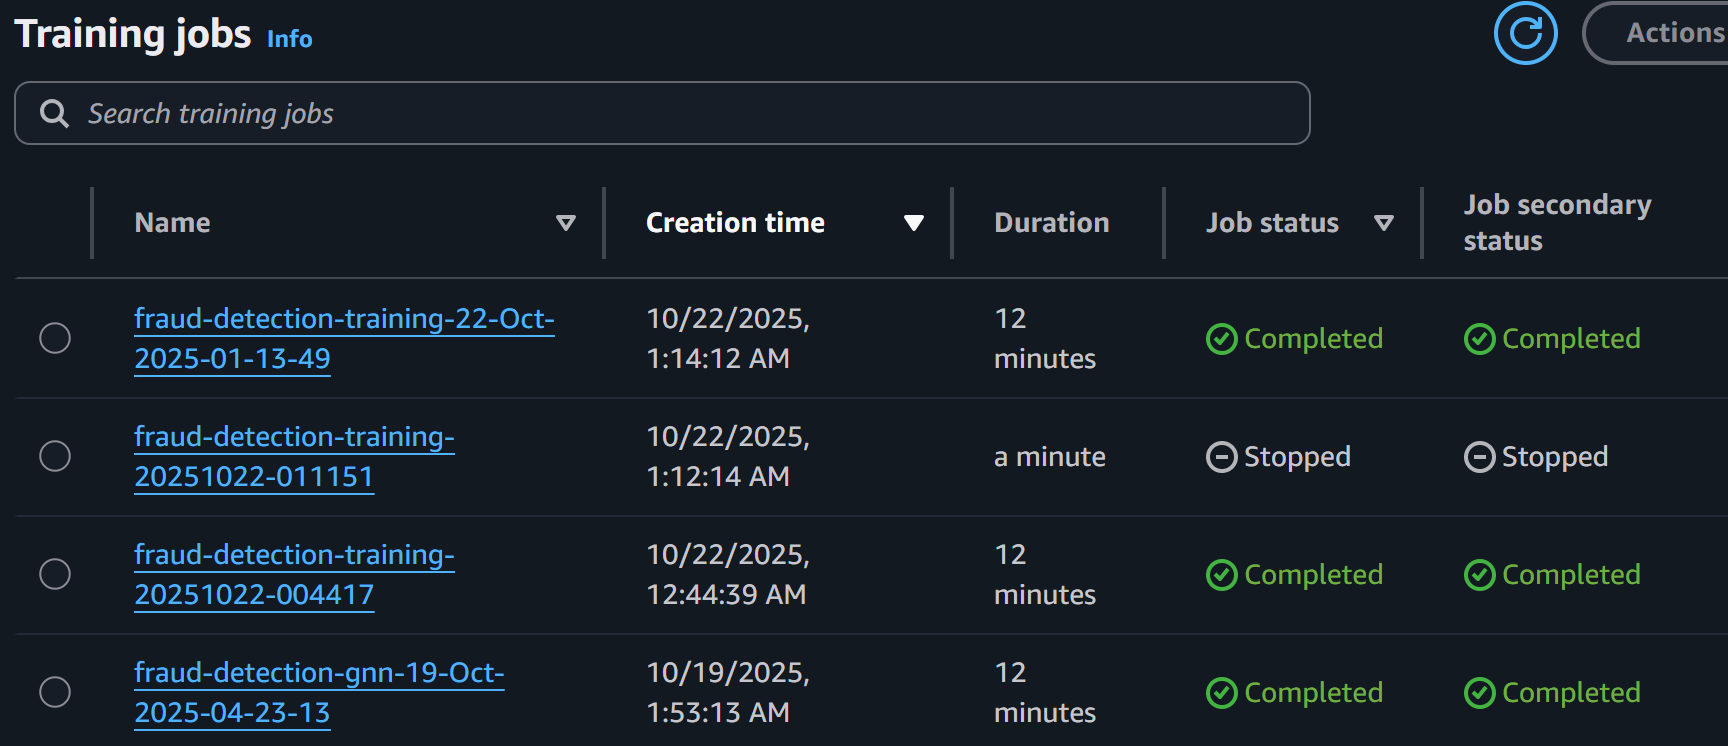 Training jobs Info
Actions
Search training jobs
Name Creation time Duration Job status Job secondary
status
fraud-detection-training-22-Oct-
2025-01-13-49
10/22/2025,
1:14:12 AM
12
minutes
Completed
Completed
fraud-detection-training-
20251022-011151
10/22/2025,
1:12:14 AM
a minute
Stopped
Stopped
fraud-detection-training-
20251022-004417
10/22/2025,
12:44:39 AM
12
minutes
Completed
Completed
fraud-detection-gnn-19-Oct-
2025-04-23-13
10/19/2025,
1:53:13 AM
12
minutes
Completed
Completed